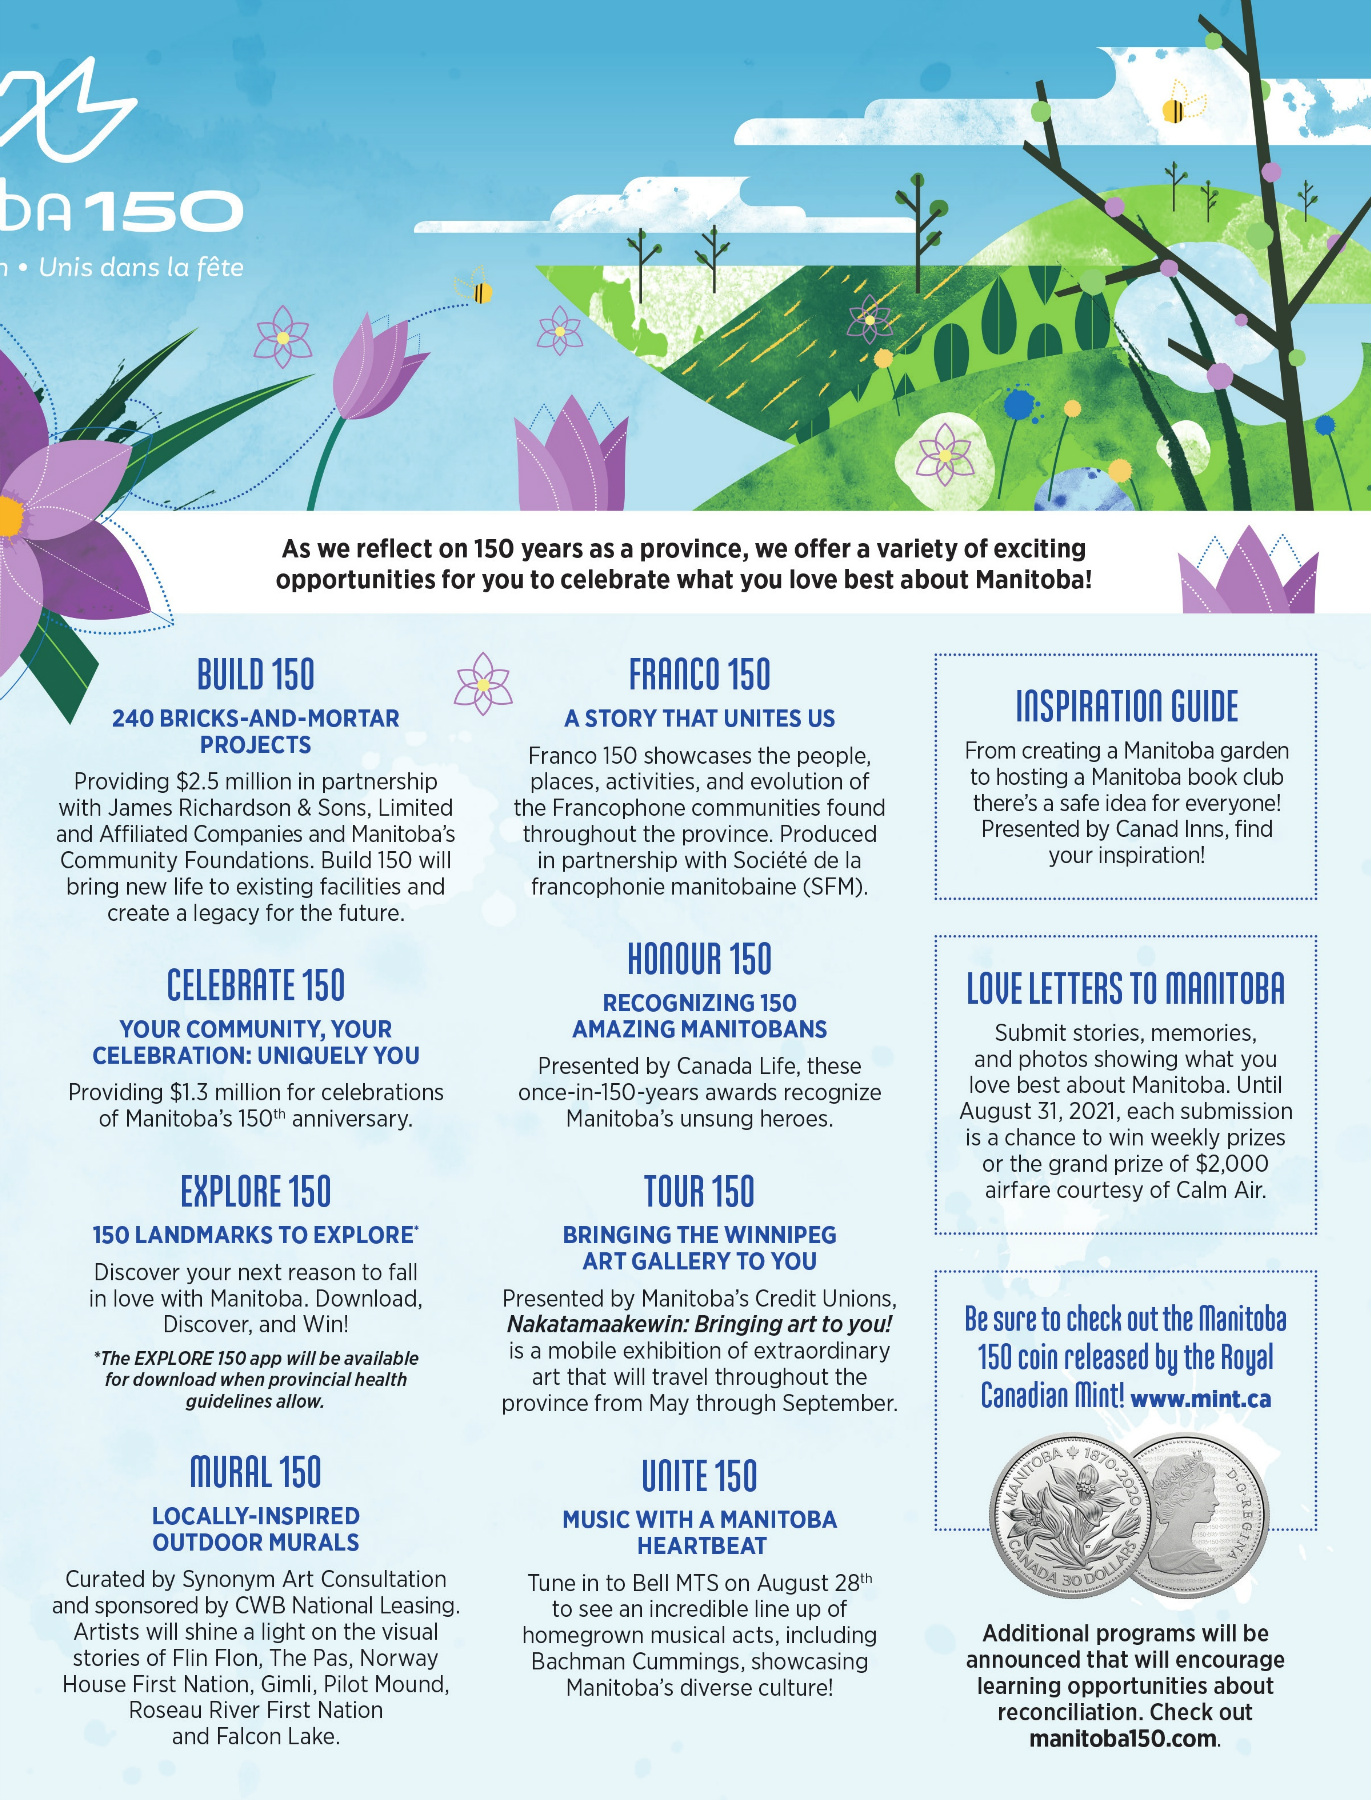 BA 150
n • Unis dans la fête
As we reflect on 150 years as a province, we offer a variety of exciting
opportunities for you to celebrate what you love best about Manitoba!
BUILD 150
240 BRICKS-AND-MORTAR
PROJECTS
Providing $2.5 million in partnership
with James Richardson & Sons, Limited
and Affiliated Companies and Manitoba's
Community Foundations. Build 150 will
bring new life to existing facilities and
create a legacy for the future.
CELEBRATE 150
YOUR COMMUNITY, YOUR
CELEBRATION: UNIQUELY YOU
Providing $1.3 million for celebrations
of Manitoba's 150th anniversary.
EXPLORE 150
150 LANDMARKS TO EXPLORE*
Discover your next reason to fall
in love with Manitoba. Download,
Discover, and Win!
*The EXPLORE 150 app will be available
for download when provincial health
guidelines allow.
MURAL 150
LOCALLY-INSPIRED
OUTDOOR MURALS
Curated by Synonym Art Consultation
and sponsored by CWB National Leasing.
Artists will shine a light on the visual
stories of Flin Flon, The Pas, Norway
House First Nation, Gimli, Pilot Mound,
Roseau River First Nation
and Falcon Lake.
FRANCO 150
A STORY THAT UNITES US
Franco 150 showcases the people,
places, activities, and evolution of
the Francophone communities found
throughout the province. Produced
in partnership with Société de la
francophonie manitobaine (SFM).
HONOUR 150
RECOGNIZING 150
AMAZING MANITOBANS
Presented by Canada Life, these
once-in-150-years awards recognize
Manitoba's unsung heroes.
TOUR 150
BRINGING THE WINNIPEG
ART GALLERY TO YOU
Presented by Manitoba's Credit Unions,
Nakatamaakewin: Bringing art to you!
is a mobile exhibition of extraordinary
art that will travel throughout the
province from May through September.
UNITE 150
MUSIC WITH A MANITOBA
HEARTBEAT
Tune in to Bell MTS on August 28th
to see an incredible line up of
homegrown musical acts, including
Bachman Cummings, showcasing
Manitoba's diverse culture!
INSPIRATION GUIDE
From creating a Manitoba garden
to hosting a Manitoba book club
there's a safe idea for everyone!
Presented by Canad Inns, find
your inspiration!
LOVE LETTERS TO MANITOBA
Submit stories, memories,
and photos showing what you
love best about Manitoba. Until
August 31, 2021, each submission
is a chance to win weekly prizes
or the grand prize of $2,000
airfare courtesy of Calm Air.
Be sure to check out the Manitoba
150 coin released by the Royal
Canadian Mint! www.mint.ca
MANITOBA 1870-2020
CANADA 30 DOLLARS
D·G·REGINA
Additional programs will be
announced that will encourage
learning opportunities about
reconciliation. Check out
manitoba150.com.